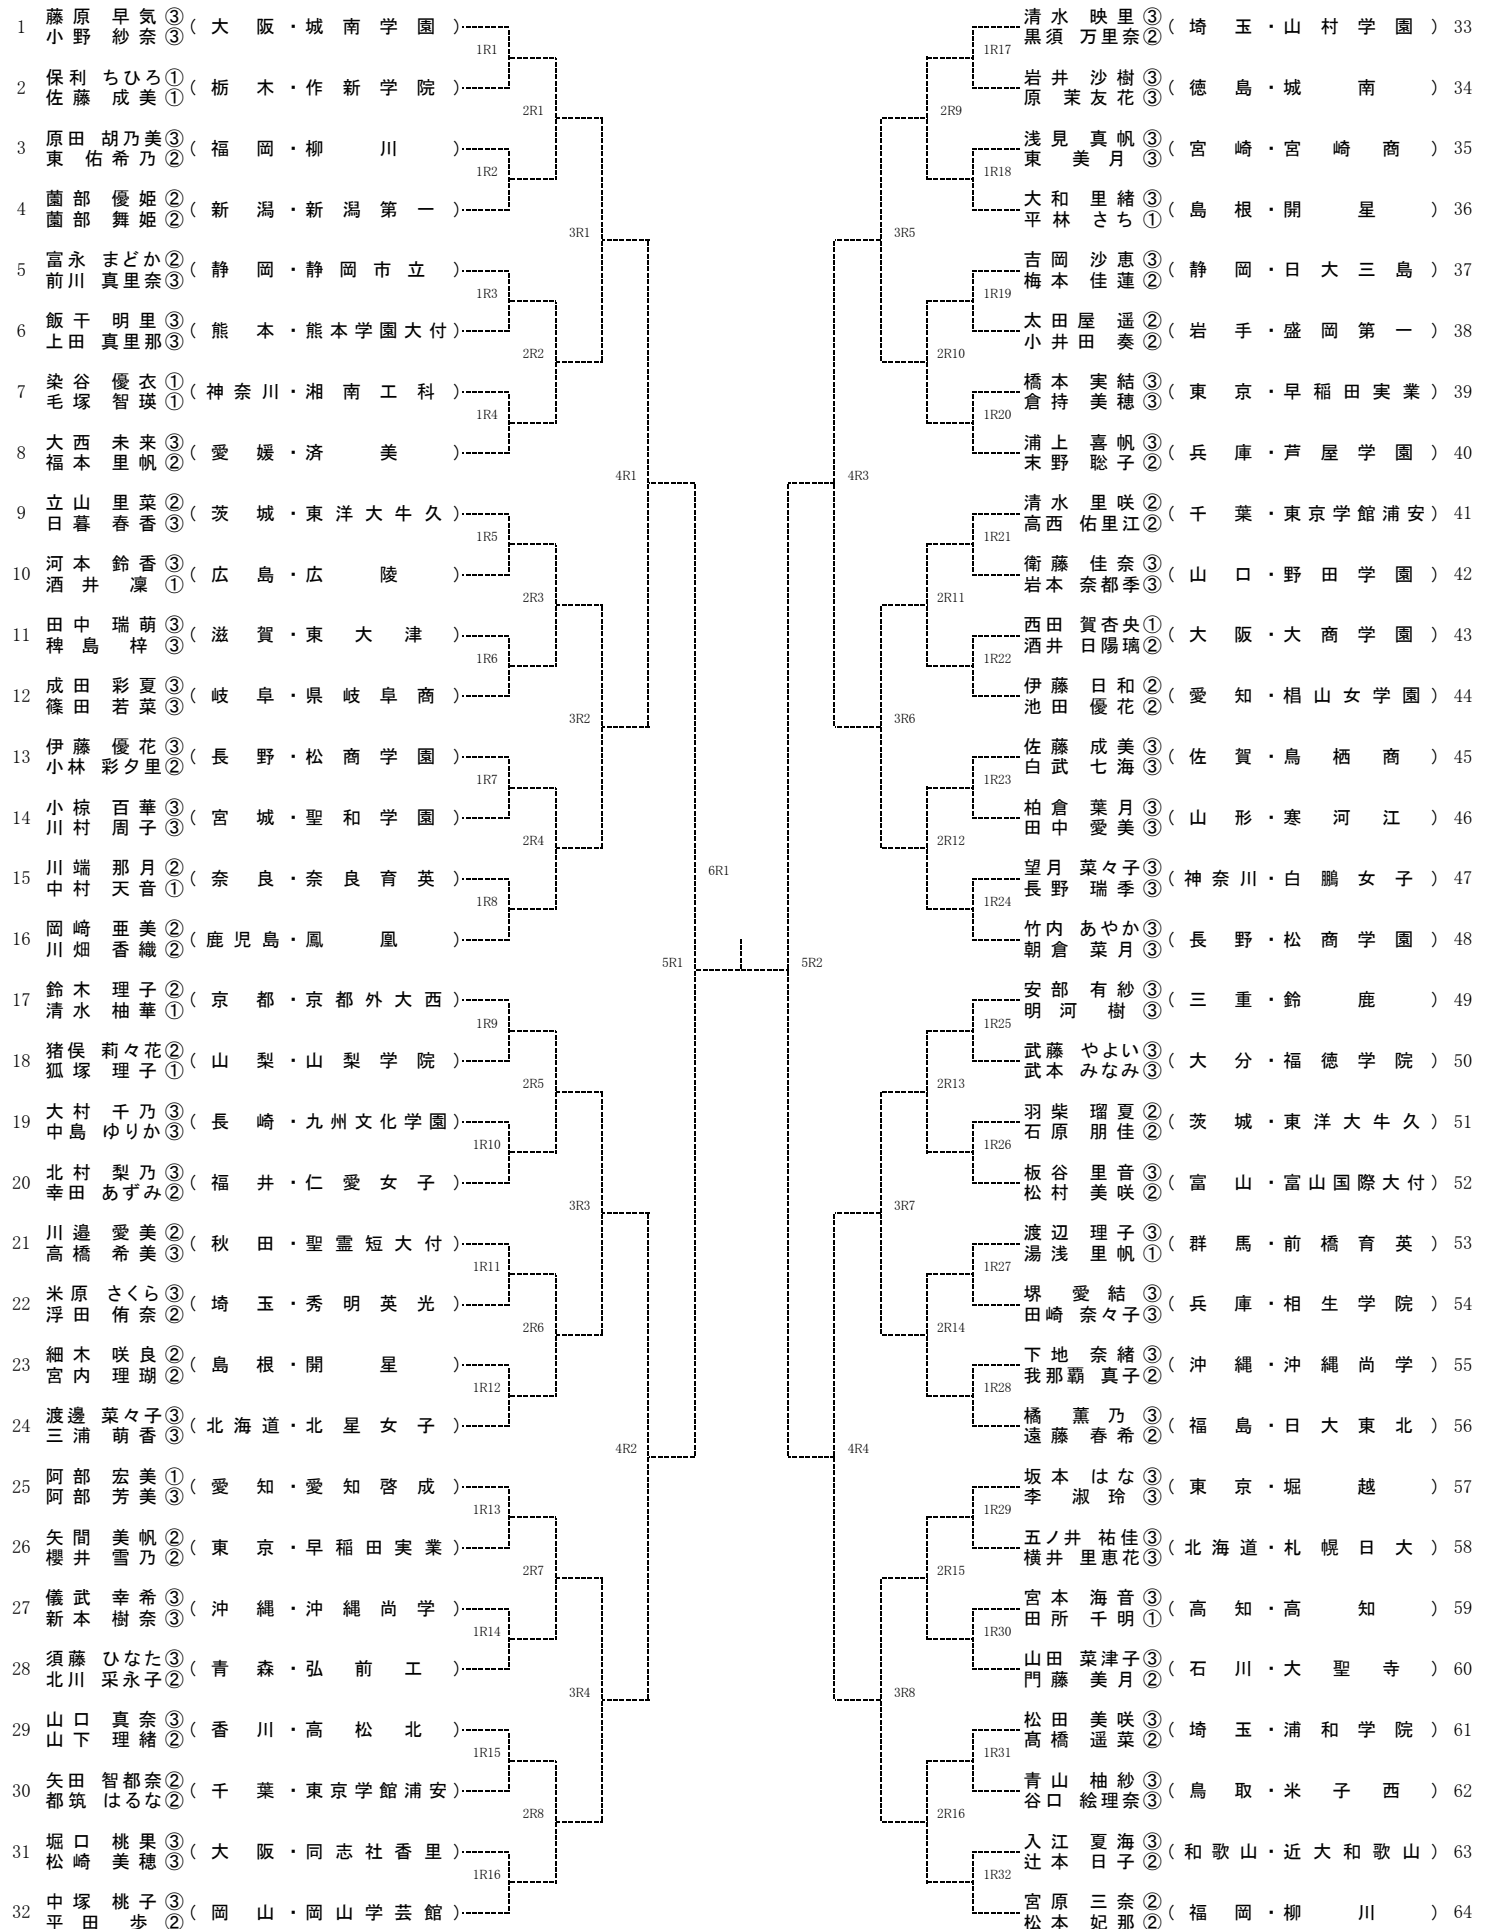 1 藤原 早気③ (大阪・城南学園)
小野 紗奈③
1R1
2 保利 ちひろ① (栃木・作新学院)
佐藤 成美①
2R1
3 原田 胡乃美③ (福岡・柳川)
東 佑希乃②
1R2
4 薗部 優姫② (新潟・新潟第一)
薗部 舞姫②
3R1
5 富永 まどか② (静岡・静岡市立)
前川 真里奈③
1R3
6 飯干 明里③ (熊本・熊本学園大付)
上田 真里那③
2R2
7 染谷 優衣① (神奈川・湘南工科)
毛塚 智瑛①
1R4
8 大西 未来③ (愛媛・済美)
福本 里帆②
4R1
9 立山 里菜② (茨城・東洋大牛久)
日暮 春香③
1R5
10 河本 鈴香③ (広島・広陵)
酒井 凜①
2R3
11 田中 瑞萌③ (滋賀・東大津)
稗島 梓③
1R6
12 成田 彩夏③ (岐阜・県岐阜商)
篠田 若菜③
3R2
13 伊藤 優花③ (長野・松商学園)
小林 彩夕里②
1R7
14 小椋 百華③ (宮城・聖和学園)
川村 周子③
2R4
15 川端 那月② (奈良・奈良育英)
中村 天音①
1R8
16 岡﨑 亜美② (鹿児島・鳳凰)
川畑 香織②
5R1
17 鈴木 理子② (京都・京都外大西)
清水 柚華①
1R9
18 猪俣 莉々花② (山梨・山梨学院)
狐塚 理子①
2R5
19 大村 千乃③ (長崎・九州文化学園)
中島 ゆりか③
1R10
20 北村 梨乃③ (福井・仁愛女子)
幸田 あずみ②
3R3
21 川邉 愛美② (秋田・聖霊短大付)
高橋 希美③
1R11
22 米原 さくら③ (埼玉・秀明英光)
浮田 侑奈②
2R6
23 細木 咲良② (島根・開星)
宮内 理瑚②
1R12
24 渡邊 菜々子③ (北海道・北星女子)
三浦 萌香③
4R2
25 阿部 宏美① (愛知・愛知啓成)
阿部 芳美③
1R13
26 矢間 美帆② (東京・早稲田実業)
櫻井 雪乃②
2R7
27 儀武 幸希③ (沖縄・沖縄尚学)
新本 樹奈③
1R14
28 須藤 ひなた③ (青森・弘前工)
北川 采永子②
3R4
29 山口 真奈③ (香川・高松北)
山下 理緒②
1R15
30 矢田 智都奈② (千葉・東京学館浦安)
都筑 はるな②
2R8
31 堀口 桃果③ (大阪・同志社香里)
松崎 美穂③
1R16
32 中塚 桃子③ (岡山・岡山学芸館)
平田 歩②
6R1
清水 映里③ (埼玉・山村学園) 33
黒須 万里奈②
1R17
岩井 沙樹③ (徳島・城南) 34
原 茉友花③
2R9
浅見 真帆③ (宮崎・宮崎商) 35
東 美月③
1R18
大和 里緒③ (島根・開星) 36
平林 さち①
3R5
吉岡 沙恵③ (静岡・日大三島) 37
梅本 佳蓮②
1R19
太田屋 遥② (岩手・盛岡第一) 38
小井田 奏②
2R10
橋本 実結③ (東京・早稲田実業) 39
倉持 美穂③
1R20
浦上 喜帆③ (兵庫・芦屋学園) 40
末野 聡子②
4R3
清水 里咲② (千葉・東京学館浦安) 41
高西 佑里江②
1R21
衛藤 佳奈③ (山口・野田学園) 42
岩本 奈都季③
2R11
西田 賀杏央① (大阪・大商学園) 43
酒井 日陽璃②
1R22
伊藤 日和② (愛知・椙山女学園) 44
池田 優花②
3R6
佐藤 成美③ (佐賀・鳥栖商) 45
白武 七海③
1R23
柏倉 葉月③ (山形・寒河江) 46
田中 愛美③
2R12
望月 菜々子③ (神奈川・白鵬女子) 47
長野 瑞季③
1R24
竹内 あやか③ (長野・松商学園) 48
朝倉 菜月③
5R2
安部 有紗③ (三重・鈴鹿) 49
明河 樹③
1R25
武藤 やよい③ (大分・福徳学院) 50
武本 みなみ③
2R13
羽柴 瑠夏② (茨城・東洋大牛久) 51
石原 朋佳②
1R26
板谷 里音③ (富山・富山国際大付) 52
松村 美咲②
3R7
渡辺 理子③ (群馬・前橋育英) 53
湯浅 里帆①
1R27
堺 愛結③ (兵庫・相生学院) 54
田崎 奈々子③
2R14
下地 奈緒③ (沖縄・沖縄尚学) 55
我那覇 真子②
1R28
橘 薫乃③ (福島・日大東北) 56
遠藤 春希②
4R4
坂本 はな③ (東京・堀越) 57
李 淑玲③
1R29
五ノ井 祐佳③ (北海道・札幌日大) 58
横井 里恵花③
2R15
宮本 海音③ (高知・高知) 59
田所 千明①
1R30
山田 菜津子③ (石川・大聖寺) 60
門藤 美月②
3R8
松田 美咲③ (埼玉・浦和学院) 61
髙橋 遥菜②
1R31
青山 柚紗③ (鳥取・米子西) 62
谷口 絵理奈③
2R16
入江 夏海③ (和歌山・近大和歌山) 63
辻本 日子②
1R32
宮原 三奈② (福岡・柳川) 64
松本 妃那②